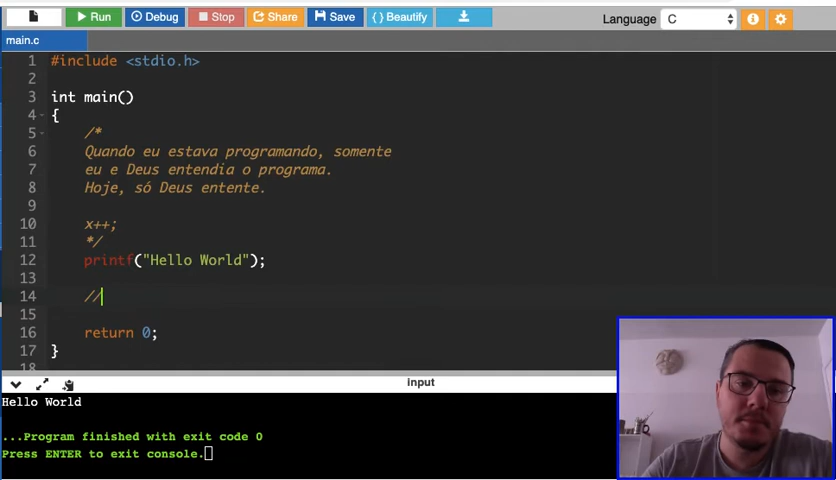 Run Debug Stop Share Save { } Beautify Language C
main.c
1 #include <stdio.h>
2
3 int main()
4 {
5 /*
6 Quando eu estava programando, somente
7 eu e Deus entendia o programa.
8 Hoje, só Deus entente.
9
10 x++;
11 */
12 printf("Hello World");
13
14 //
15
16 return 0;
17 }
18
input
Hello World
...Program finished with exit code 0
Press ENTER to exit console.